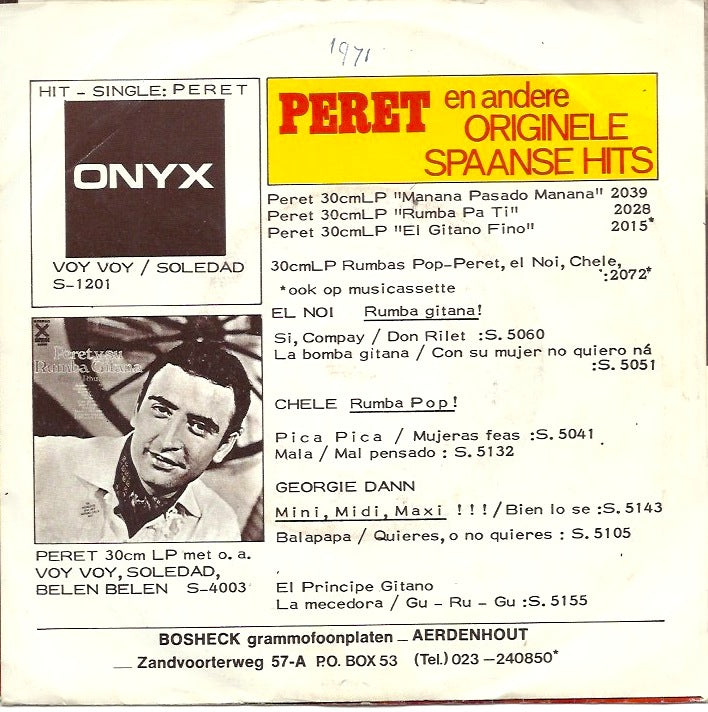 1971
HIT - SINGLE: PERET
ONYX
VOY VOY / SOLEDAD
S-1201
Peret y su
Rumba Gitana
PERET 30cm LP met o. a.
VOY VOY, SOLEDAD,
BELEN BELEN S-4003
PERET en andere
ORIGINELE
SPAANSE HITS
Peret 30cmLP "Manana Pasado Manana" 2039
Peret 30cmLP "Rumba Pa Ti" 2028
Peret 30cmLP "El Gitano Fino" 2015*
30cmLP Rumbas Pop-Peret, el Noi, Chele,
:2072*
*ook op musicassette
EL NOI Rumba gitana!
Si, Compay / Don Rilet :S. 5060
La bomba gitana / Con su mujer no quiero ná
:S. 5051
CHELE Rumba Pop!
Pica Pica / Mujeras feas :S. 5041
Mala / Mal pensado : S. 5132
GEORGIE DANN
Mini, Midi, Maxi !!! / Bien lo se :S. 5143
Balapapa / Quieres, o no quieres : S. 5105
El Principe Gitano
La mecedora / Gu - Ru - Gu :S. 5155
BOSHECK grammofoonplaten _ AERDENHOUT
__ Zandvoorterweg 57-A P.O. BOX 53 (Tel.) 023 -240850*